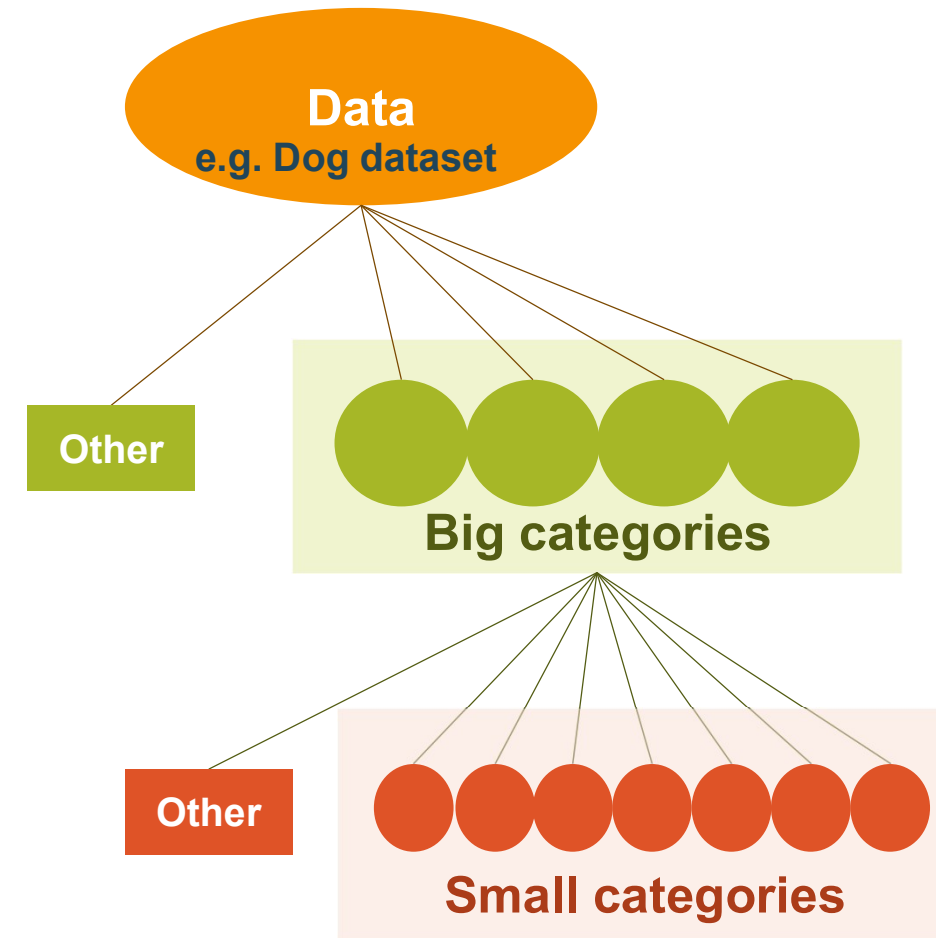 Data
e.g. Dog dataset
Other
Big categories
Other
Small categories